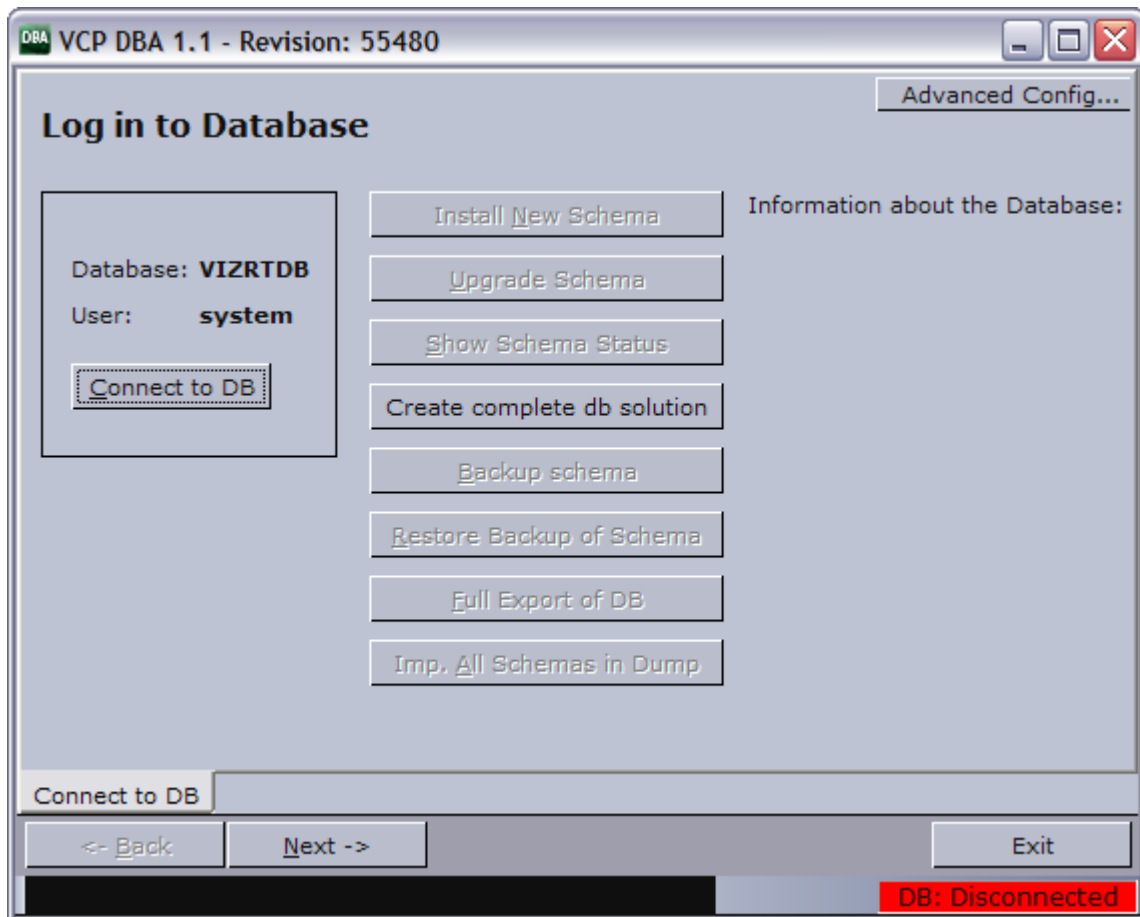 DBA VCP DBA 1.1 - Revision: 55480
Advanced Config...
Log in to Database
Database: VIZRTDB
User: system
Connect to DB
Install New Schema
Upgrade Schema
Show Schema Status
Create complete db solution
Backup schema
Restore Backup of Schema
Full Export of DB
Imp. All Schemas in Dump
Information about the Database:
Connect to DB
<- Back
Next ->
Exit
DB: Disconnected